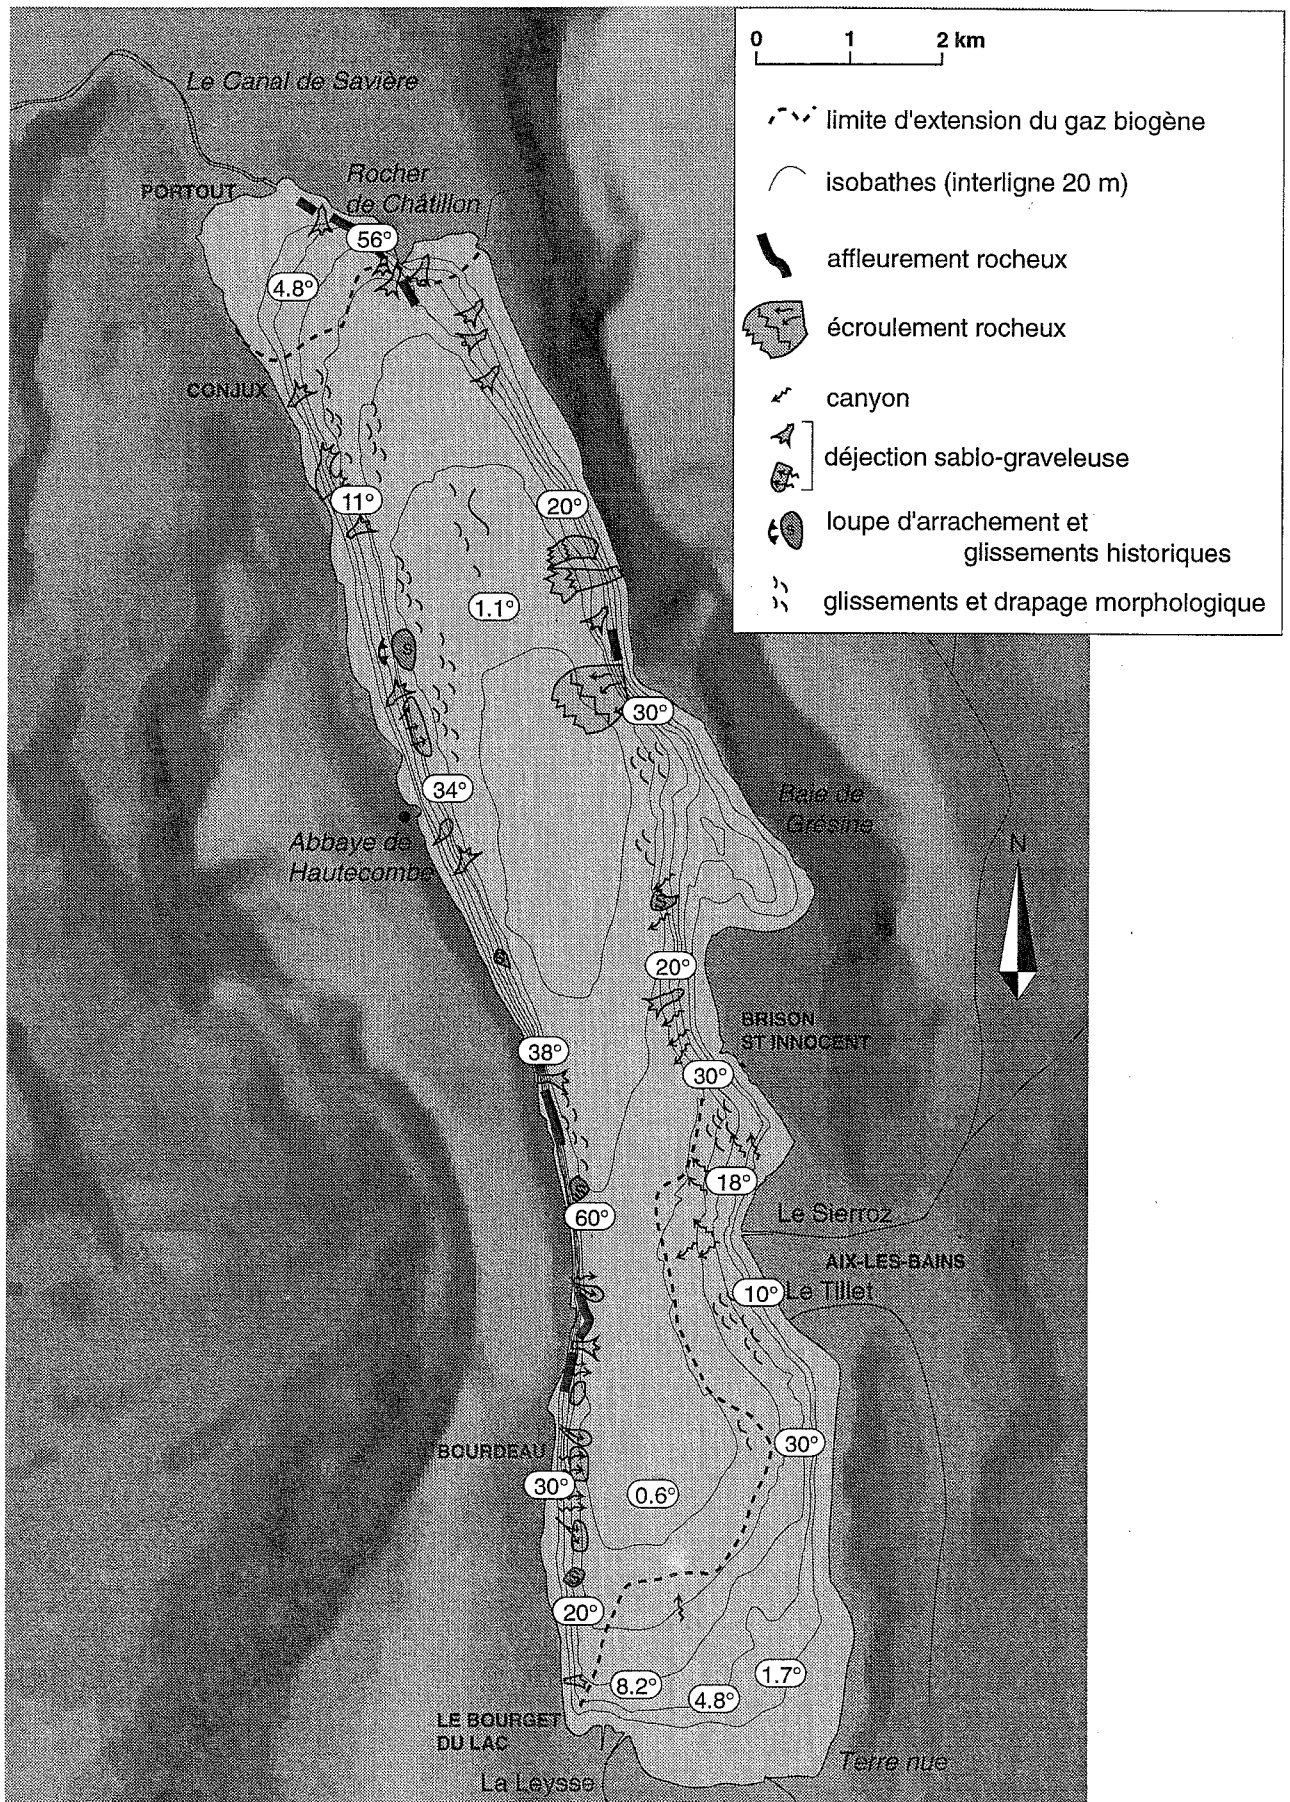 0 1 2 km
limite d'extension du gaz biogène
isobathes (interligne 20 m)
affleurement rocheux
écroulement rocheux
canyon
déjection sablo-graveleuse
loupe d'arrachement et
glissements historiques
glissements et drapage morphologique
Le Canal de Savière
PORTOUT
Rocher
de Châtillon
56°
4.8°
CONJUX
11°
20°
1.1°
S
30°
34°
Baie de
Grésine
Abbaye de
Hautecombe
N
20°
BRISON
ST INNOCENT
38°
30°
18°
60°
Le Sierroz
AIX-LES-BAINS
10°
Le Tillet
BOURDEAU
30°
30°
0.6°
20°
8.2°
4.8°
1.7°
LE BOURGET
DU LAC
La Leysse
Terre nue